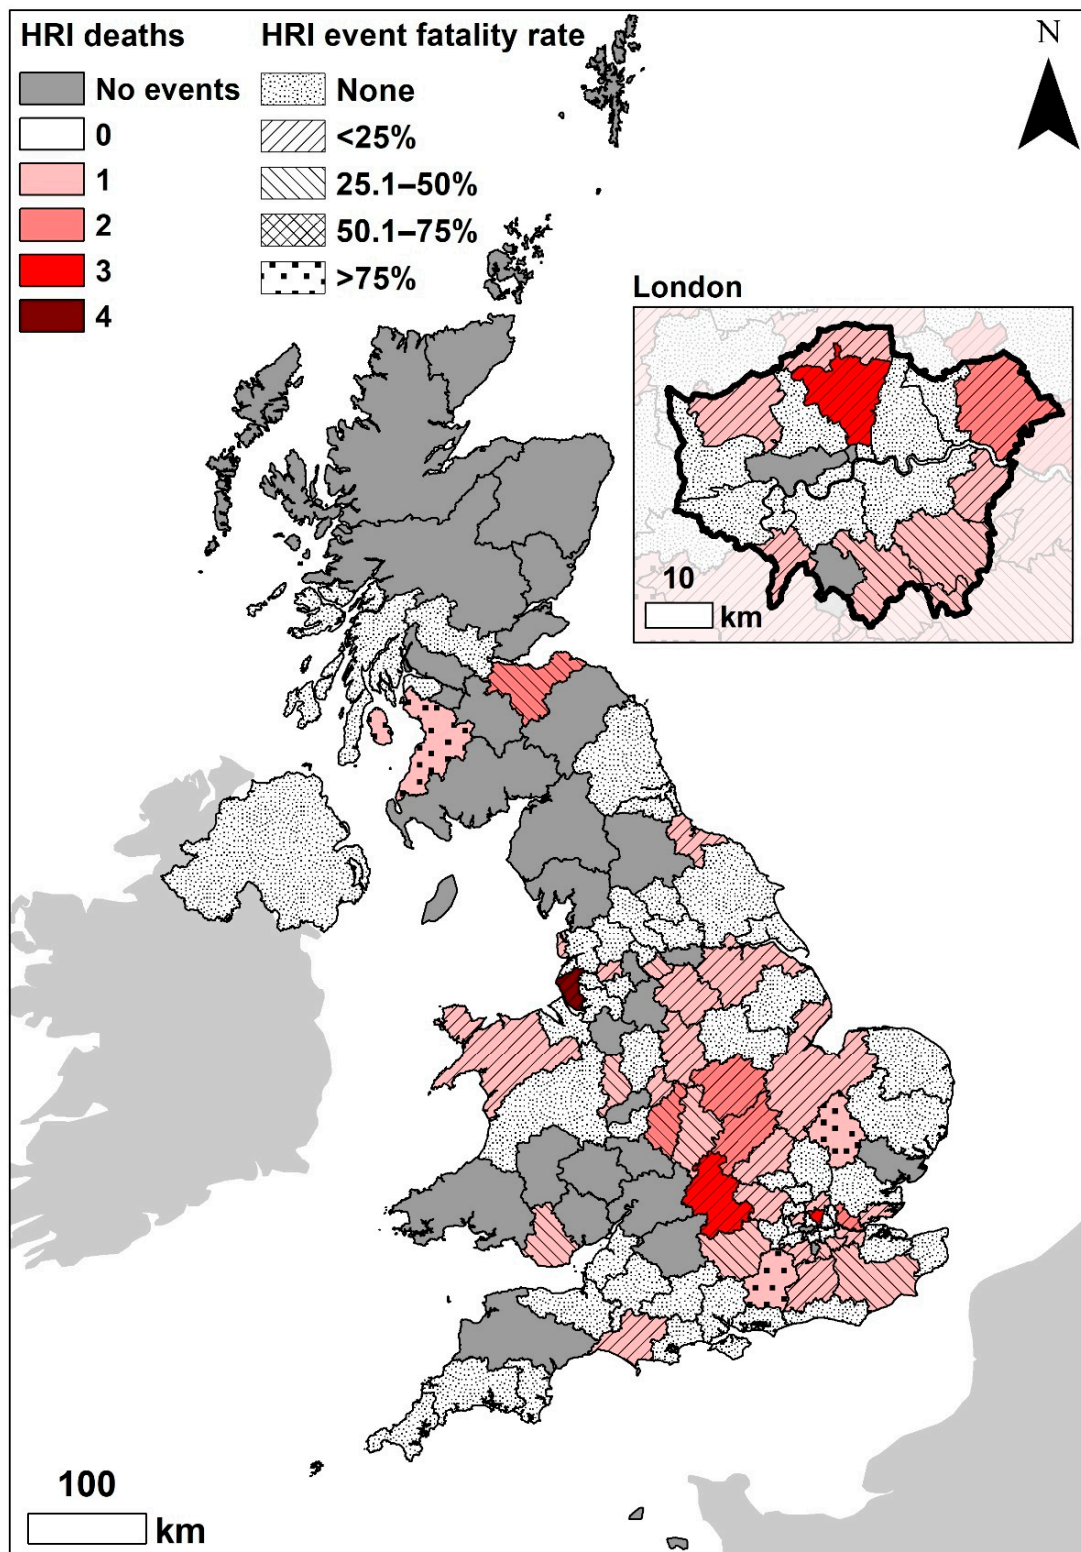 HRI deaths
No events
0
1
2
3
4
HRI event fatality rate
None
<25%
25.1–50%
50.1–75%
>75%
N
London
10
km
100
km